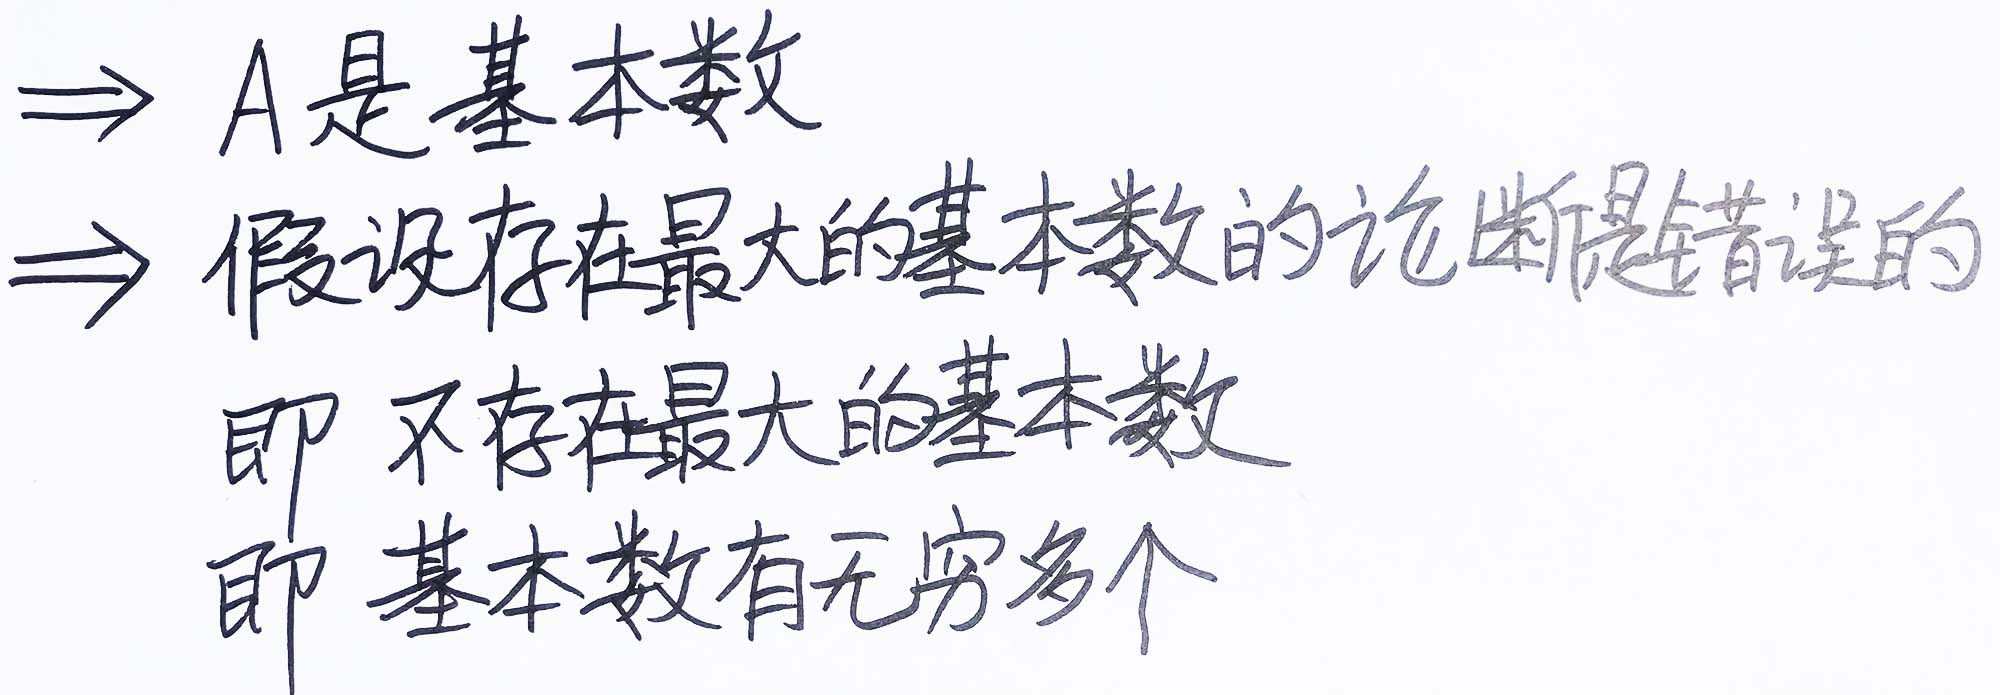 ⇒ A是基本数
⇒ 假设存在最大的基本数的论断是错误的
即 不存在最大的基本数
即 基本数有无穷多个